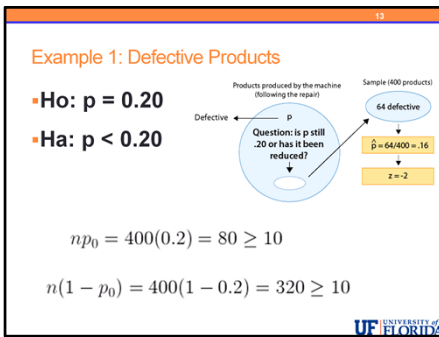 13
Example 1: Defective Products
▪Ho: p = 0.20
▪Ha: p < 0.20
Products produced by the machine
(following the repair)
Defective
p
Question: is p still
.20 or has it been
reduced?
Sample (400 products)
64 defective
p̂ = 64/400 = .16
z = -2
np₀ = 400(0.2) = 80 ≥ 10
n(1 − p₀) = 400(1 − 0.2) = 320 ≥ 10
UF UNIVERSITY of
FLORIDA